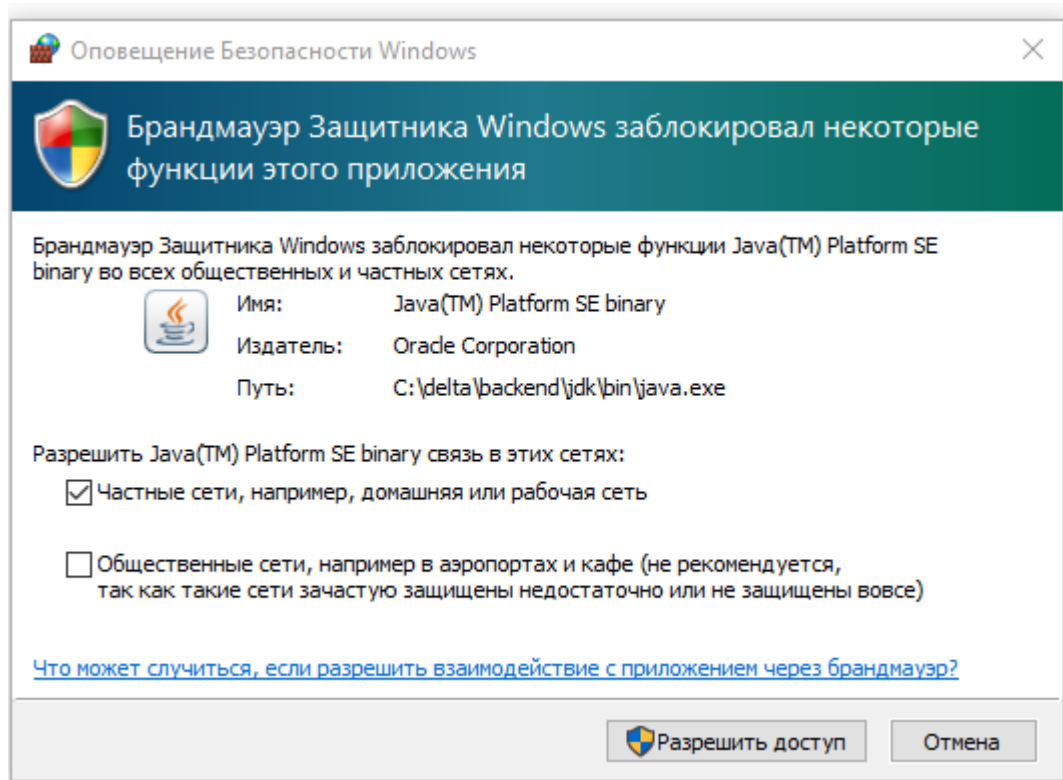 Оповещение Безопасности Windows
Брандмауэр Защитника Windows заблокировал некоторые
функции этого приложения
Брандмауэр Защитника Windows заблокировал некоторые функции Java(TM) Platform SE
binary во всех общественных и частных сетях.
Имя: Java(TM) Platform SE binary
Издатель: Oracle Corporation
Путь: C:\delta\backend\jdk\bin\java.exe
Разрешить Java(TM) Platform SE binary связь в этих сетях:
Частные сети, например, домашняя или рабочая сеть
Общественные сети, например в аэропортах и кафе (не рекомендуется,
так как такие сети зачастую защищены недостаточно или не защищены вовсе)
Что может случиться, если разрешить взаимодействие с приложением через брандмауэр?
Разрешить доступ Отмена